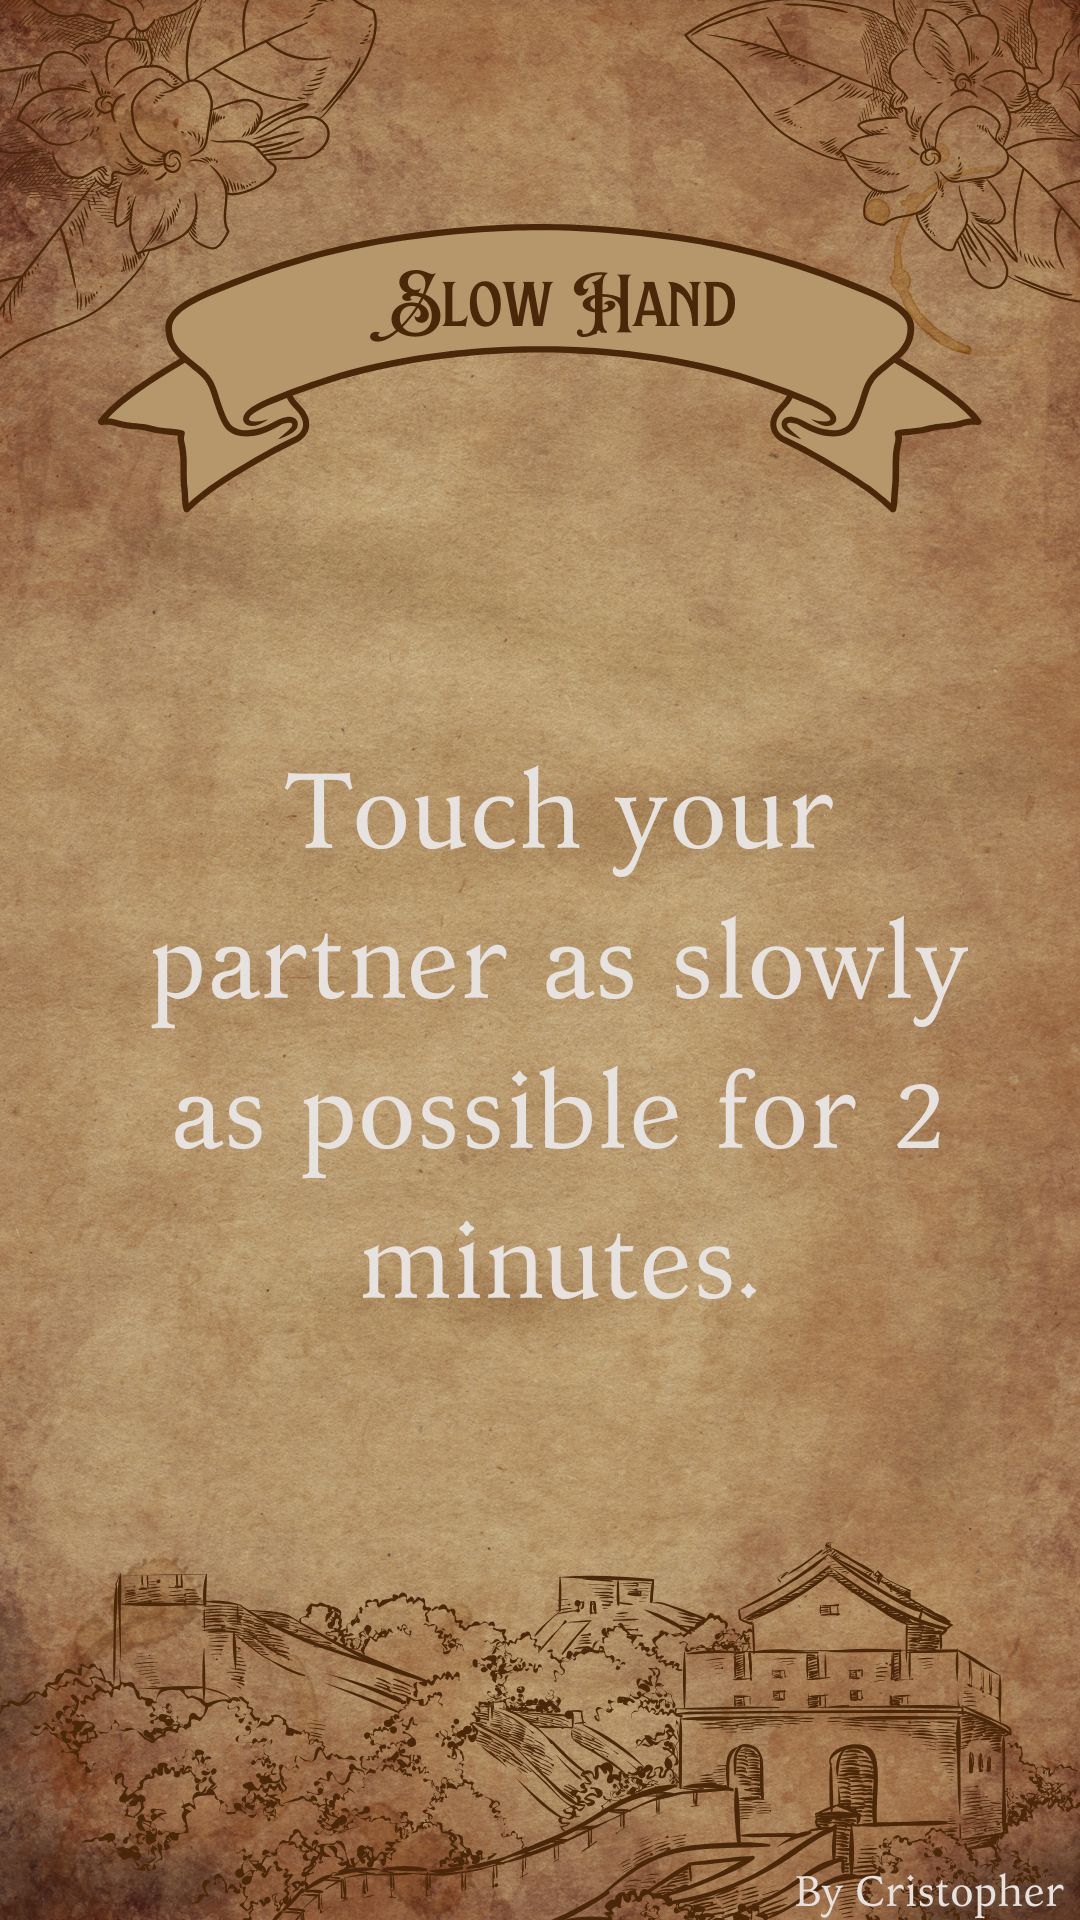 Slow Hand
Touch your
partner as slowly
as possible for 2
minutes.
By Cristopher